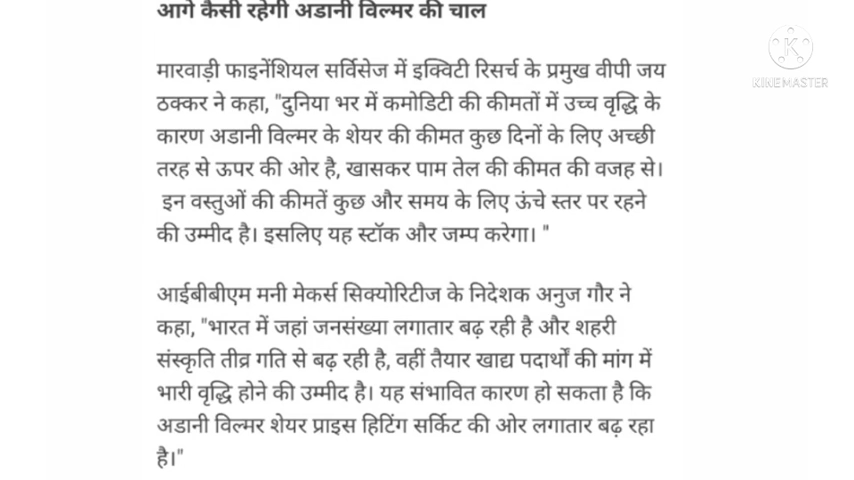 आगे कैसी रहेगी अडानी विल्मर की चाल
मारवाड़ी फाइनेंशियल सर्विसेज में इक्विटी रिसर्च के प्रमुख वीपी जय
ठक्कर ने कहा, "दुनिया भर में कमोडिटी की कीमतों में उच्च वृद्धि के
कारण अडानी विल्मर के शेयर की कीमत कुछ दिनों के लिए अच्छी
तरह से ऊपर की ओर है, खासकर पाम तेल की कीमत की वजह से।
इन वस्तुओं की कीमतें कुछ और समय के लिए ऊंचे स्तर पर रहने
की उम्मीद है। इसलिए यह स्टॉक और जम्प करेगा। "
आईबीबीएम मनी मेकर्स सिक्योरिटीज के निदेशक अनुज गौर ने
कहा, "भारत में जहां जनसंख्या लगातार बढ़ रही है और शहरी
संस्कृति तीव्र गति से बढ़ रही है, वहीं तैयार खाद्य पदार्थों की मांग में
भारी वृद्धि होने की उम्मीद है। यह संभावित कारण हो सकता है कि
अडानी विल्मर शेयर प्राइस हिटिंग सर्किट की ओर लगातार बढ़ रहा
है।"
KINEMASTER